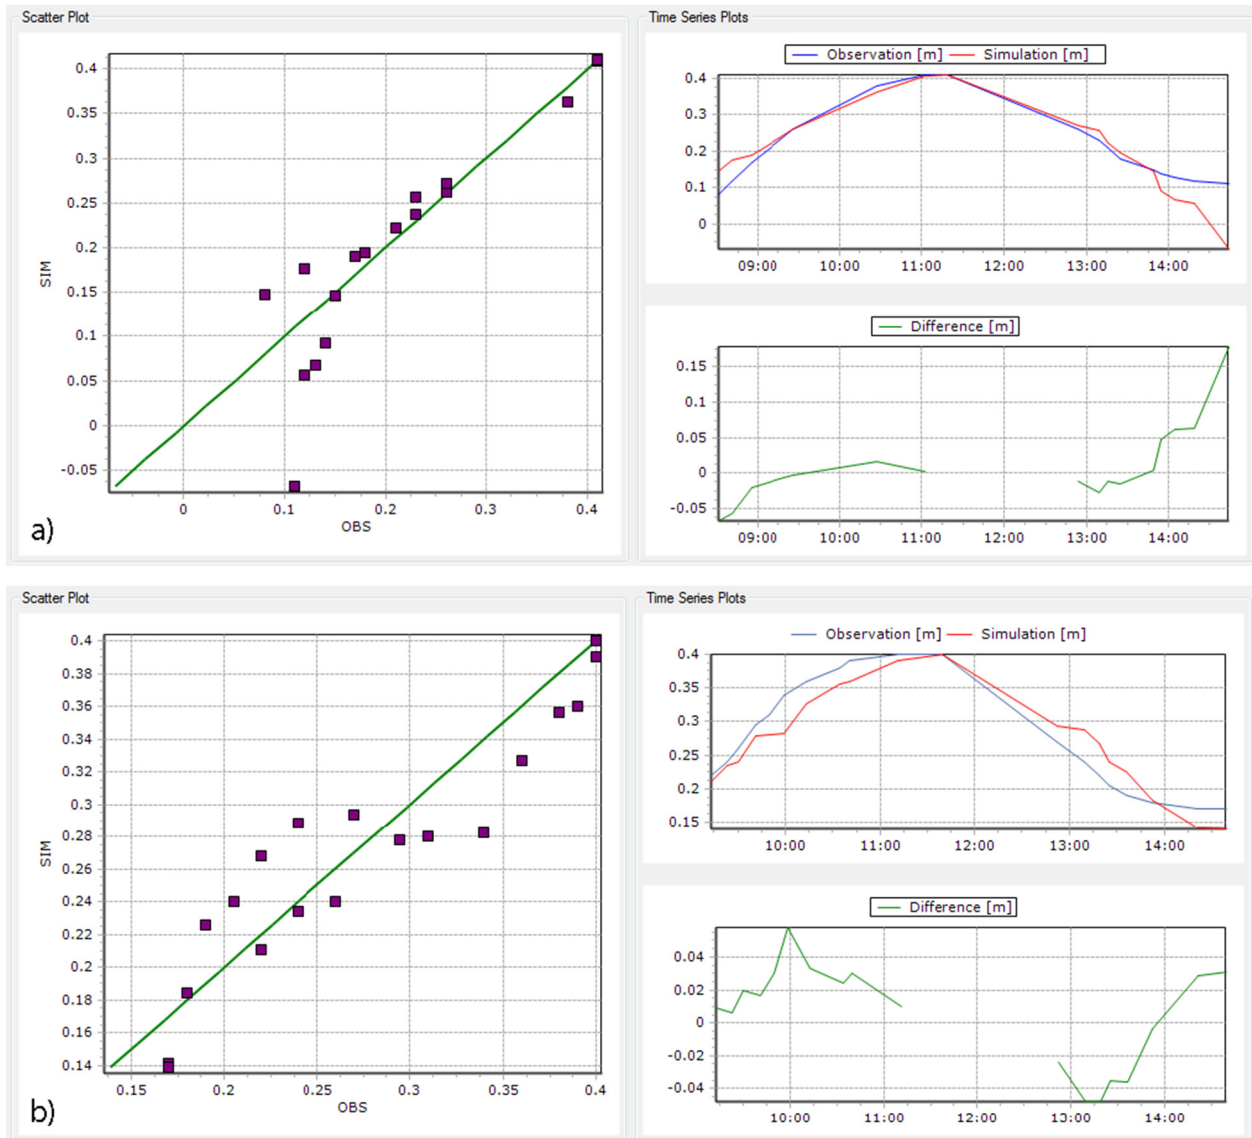 Scatter Plot
0.4
0.35
0.3
0.25
0.2
0.15
0.1
0.05
0
-0.05
SIM
0 0.1 0.2 0.3 0.4
OBS
a)
Time Series Plots
Observation [m] Simulation [m]
0.4
0.3
0.2
0.1
0
09:00 10:00 11:00 12:00 13:00 14:00
Difference [m]
0.15
0.1
0.05
0
-0.05
09:00 10:00 11:00 12:00 13:00 14:00
Scatter Plot
0.4
0.38
0.36
0.34
0.32
0.3
0.28
0.26
0.24
0.22
0.2
0.18
0.16
0.14
SIM
0.15 0.2 0.25 0.3 0.35 0.4
OBS
b)
Time Series Plots
Observation [m] Simulation [m]
0.4
0.35
0.3
0.25
0.2
0.15
10:00 11:00 12:00 13:00 14:00
Difference [m]
0.04
0.02
0
-0.02
-0.04
10:00 11:00 12:00 13:00 14:00